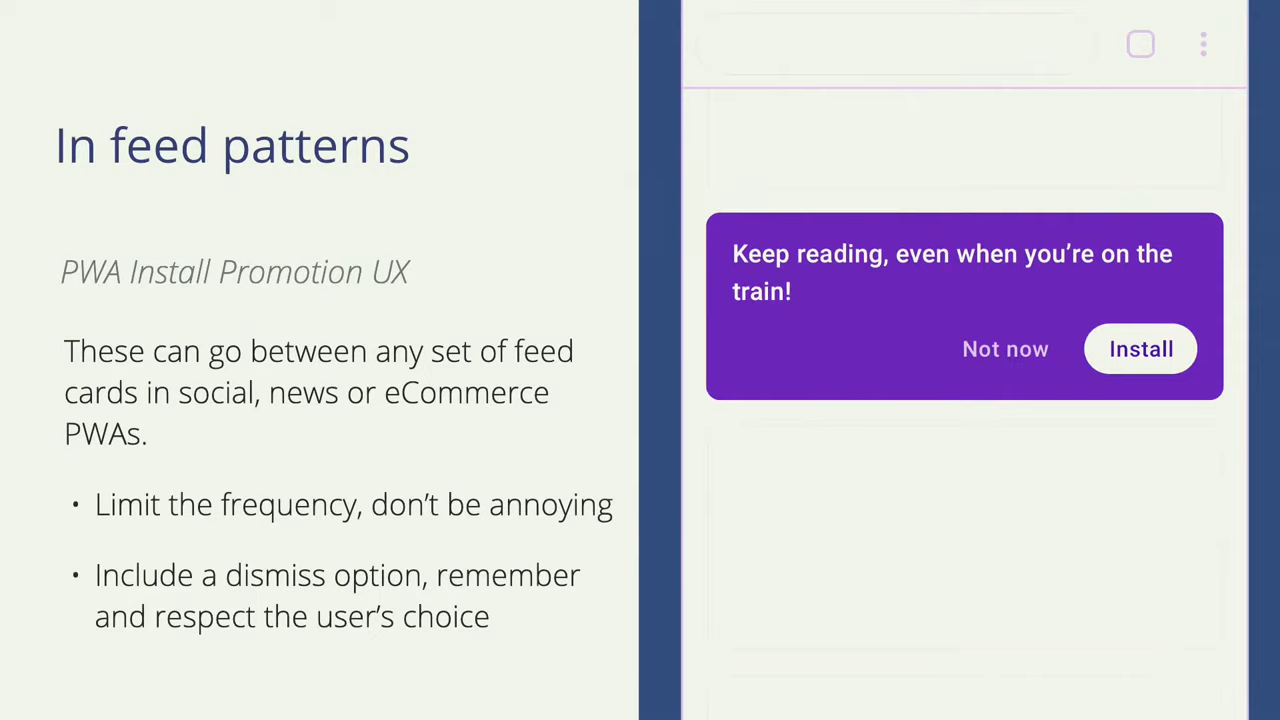 In feed patterns
PWA Install Promotion UX
These can go between any set of feed
cards in social, news or eCommerce
PWAs.
• Limit the frequency, don’t be annoying
• Include a dismiss option, remember
and respect the user’s choice
Keep reading, even when you’re on the
train!
Not now
Install